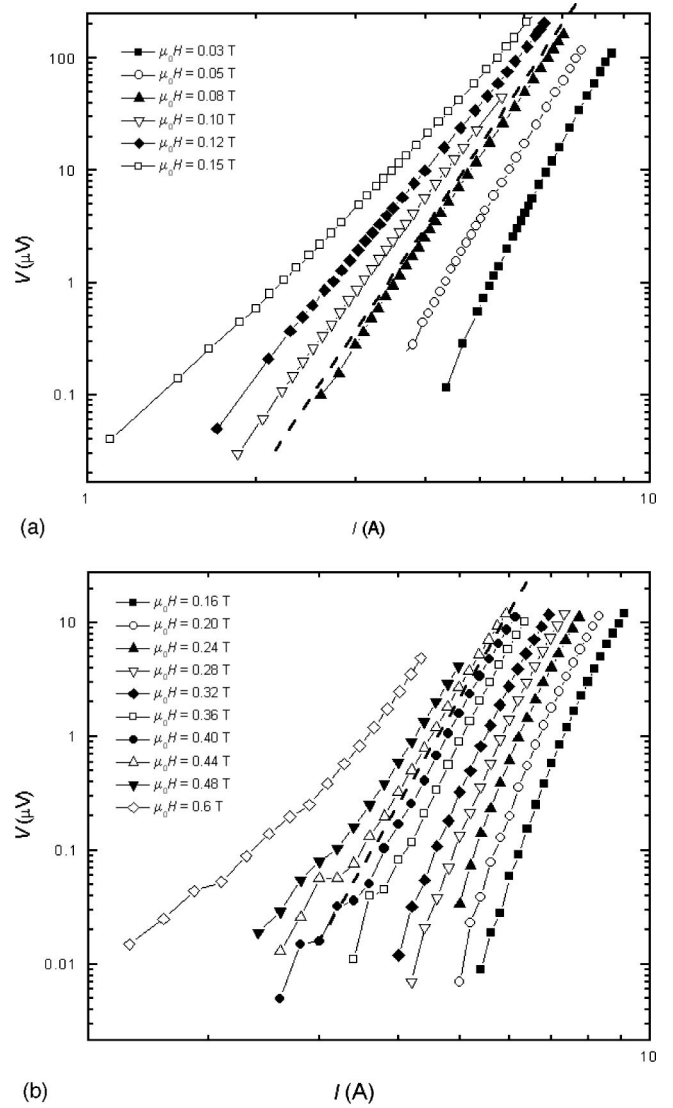 100
10
1
0.1
V (μV)
μ₀H = 0.03 T
μ₀H = 0.05 T
μ₀H = 0.08 T
μ₀H = 0.10 T
μ₀H = 0.12 T
μ₀H = 0.15 T
1
10
(a)
I (A)
10
1
0.1
0.01
V (μV)
μ₀H = 0.16 T
μ₀H = 0.20 T
μ₀H = 0.24 T
μ₀H = 0.28 T
μ₀H = 0.32 T
μ₀H = 0.36 T
μ₀H = 0.40 T
μ₀H = 0.44 T
μ₀H = 0.48 T
μ₀H = 0.6 T
10
(b)
I (A)